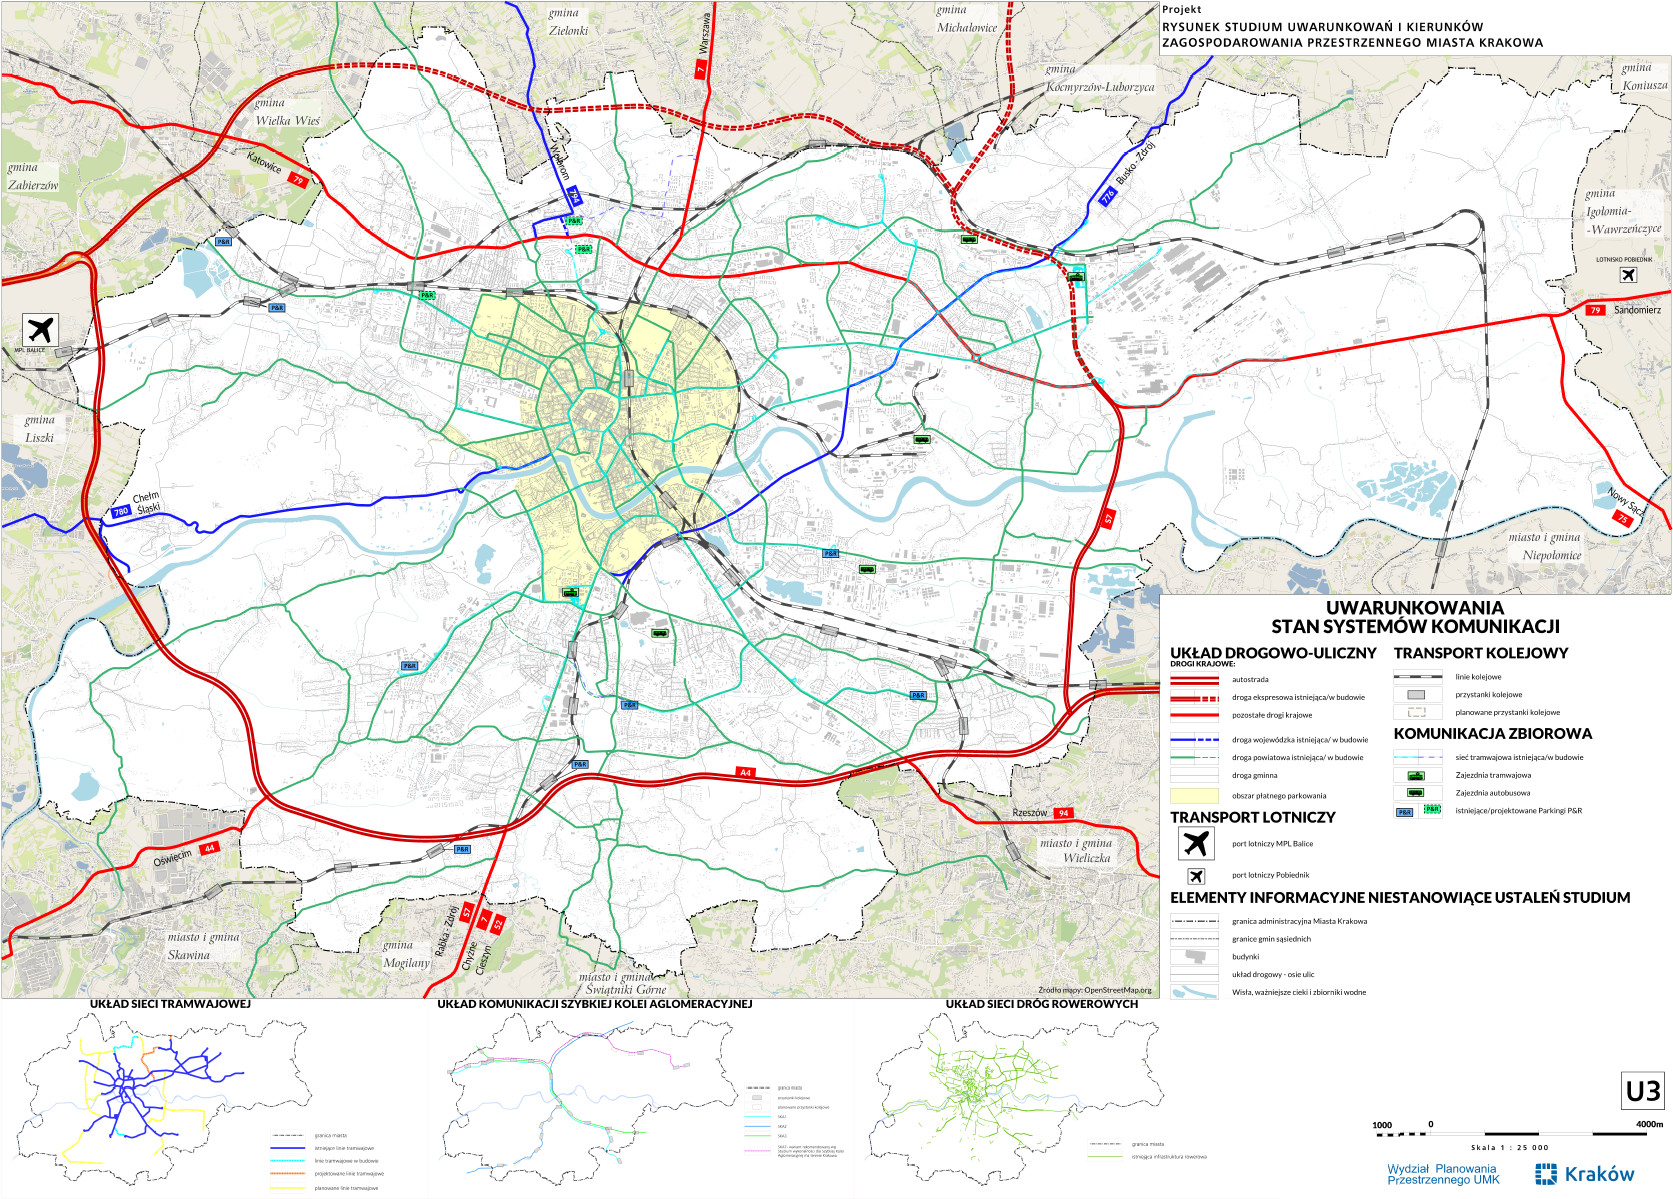 Projekt
RYSUNEK STUDIUM UWARUNKOWAŃ I KIERUNKÓW
ZAGOSPODAROWANIA PRZESTRZENNEGO MIASTA KRAKOWA
gmina
Zielonki
gmina
Michałowice
gmina
Kocmyrzów-Luborzyca
gmina
Koniusza
gmina
Wielka Wieś
gmina
Zabierzów
gmina
Igołomia-
-Wawrzeńczyce
gmina
Liszki
miasto i gmina
Niepołomice
miasto i gmina
Wieliczka
miasto i gmina
Skawina
gmina
Mogilany
miasto i gmina
Świątniki Górne
7
Warszawa
Katowice
79
Wolbrom
794
776
Busko - Zdrój
LOTNISKO POBIEDNIK
79
Sandomierz
MPL BALICE
780
Chełm
Śląski
Nowy Sącz
75
S7
A4
Rzeszów
94
Oświęcim
44
S7
7
52
Rabka - Zdrój
Chyżne
Cieszyn
P&R
P&R
P&R
P&R
P&R
P&R
P&R
P&R
P&R
P&R
P&R
Źródło mapy: OpenStreetMap.org
UWARUNKOWANIA
STAN SYSTEMÓW KOMUNIKACJI
UKŁAD DROGOWO-ULICZNY
DROGI KRAJOWE:
autostrada
droga ekspresowa istniejąca/w budowie
pozostałe drogi krajowe
droga wojewódzka istniejąca/ w budowie
droga powiatowa istniejąca/ w budowie
droga gminna
obszar płatnego parkowania
TRANSPORT LOTNICZY
port lotniczy MPL Balice
port lotniczy Pobiednik
TRANSPORT KOLEJOWY
linie kolejowe
przystanki kolejowe
planowane przystanki kolejowe
KOMUNIKACJA ZBIOROWA
sieć tramwajowa istniejąca/w budowie
Zajezdnia tramwajowa
Zajezdnia autobusowa
P&R
P&R
istniejące/projektowane Parkingi P&R
ELEMENTY INFORMACYJNE NIESTANOWIĄCE USTALEŃ STUDIUM
granica administracyjna Miasta Krakowa
granice gmin sąsiednich
budynki
układ drogowy - osie ulic
Wisła, ważniejsze cieki i zbiorniki wodne
UKŁAD SIECI TRAMWAJOWEJ
granica miasta
istniejące linie tramwajowe
linie tramwajowe w budowie
projektowane linie tramwajowe
planowane linie tramwajowe
UKŁAD KOMUNIKACJI SZYBKIEJ KOLEI AGLOMERACYJNEJ
granica miasta
przystanki kolejowe
planowane przystanki kolejowe
SKA1
SKA2
SKA3
UKŁAD SIECI DRÓG ROWEROWYCH
granica miasta
istniejąca infrastruktura rowerowa
U3
1000
0
4000m
Skala 1 : 25 000
Wydział Planowania
Przestrzennego UMK
Kraków